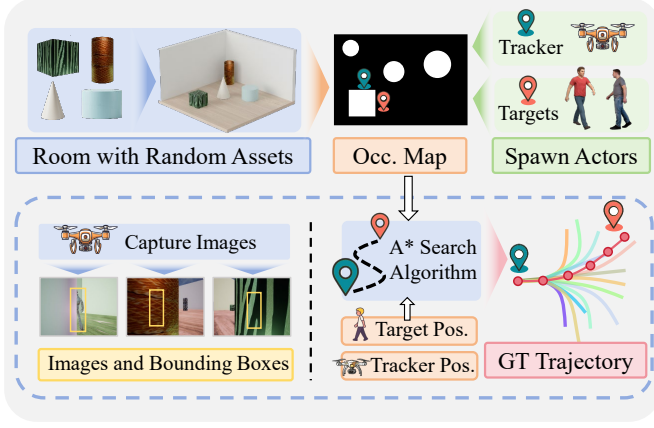 Tracker
Targets
Room with Random Assets
Occ. Map
Spawn Actors
Capture Images
Images and Bounding Boxes
A* Search
Algorithm
Target Pos.
Tracker Pos.
GT Trajectory